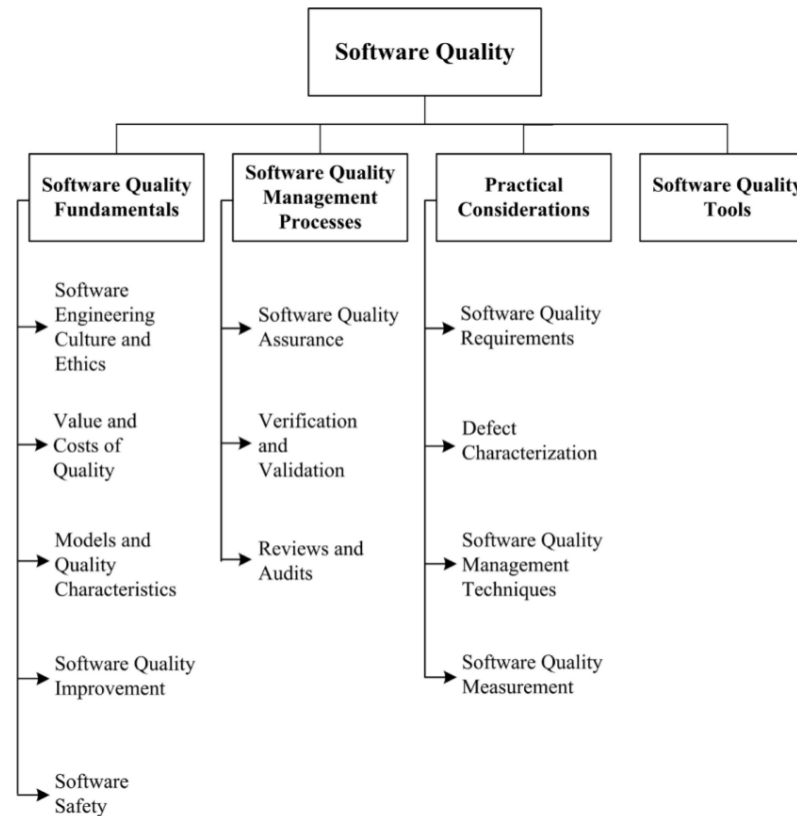 Software Quality
Software Quality
Fundamentals
Software Quality
Management
Processes
Practical
Considerations
Software Quality
Tools
Software
Engineering
Culture and
Ethics
Value and
Costs of
Quality
Models and
Quality
Characteristics
Software Quality
Improvement
Software
Safety
Software Quality
Assurance
Verification
and
Validation
Reviews and
Audits
Software Quality
Requirements
Defect
Characterization
Software Quality
Management
Techniques
Software Quality
Measurement